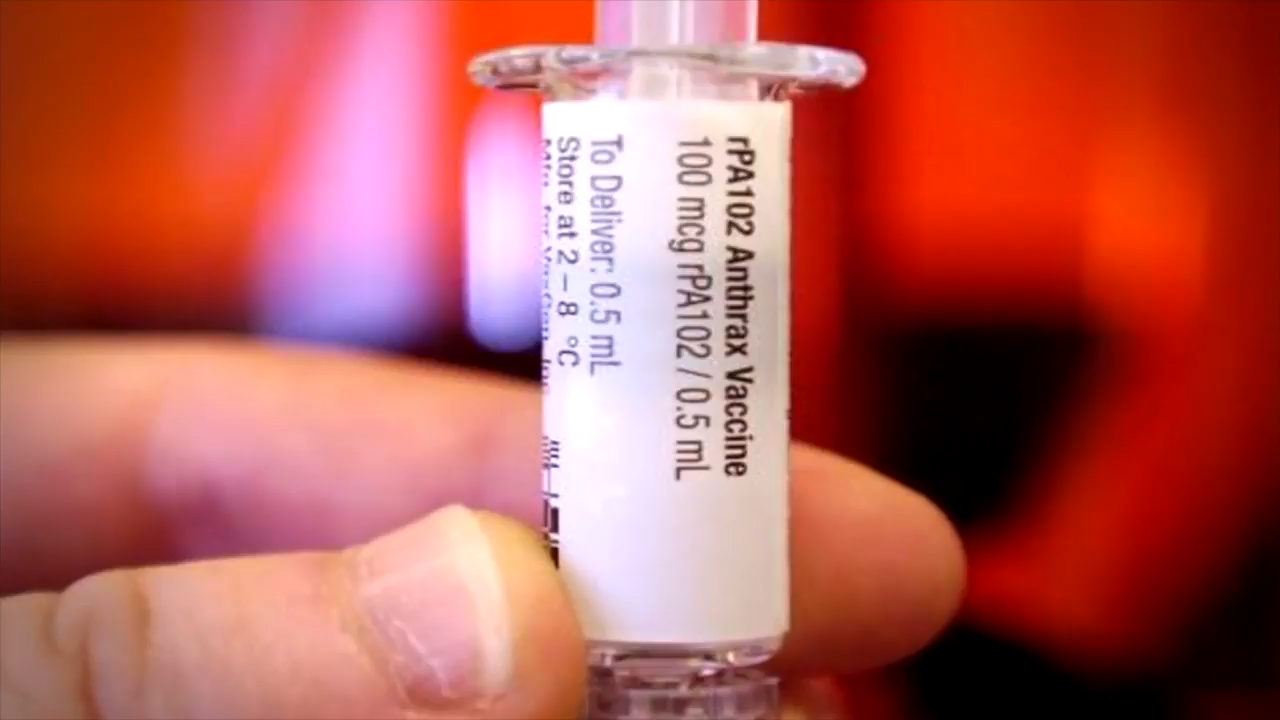 rPA102 Anthrax Vaccine
100 mcg rPA102 / 0.5 mL
To Deliver: 0.5 mL
Store at 2 – 8 °C